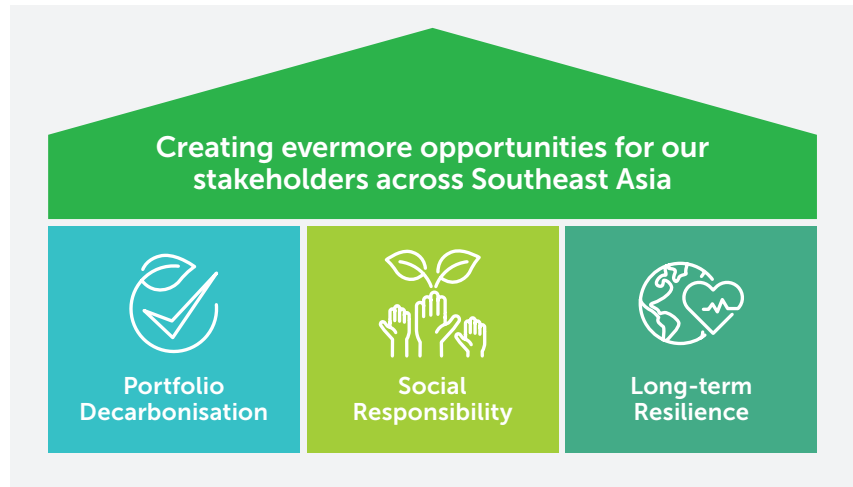 Creating evermore opportunities for our
stakeholders across Southeast Asia
Portfolio
Decarbonisation
Social
Responsibility
Long-term
Resilience